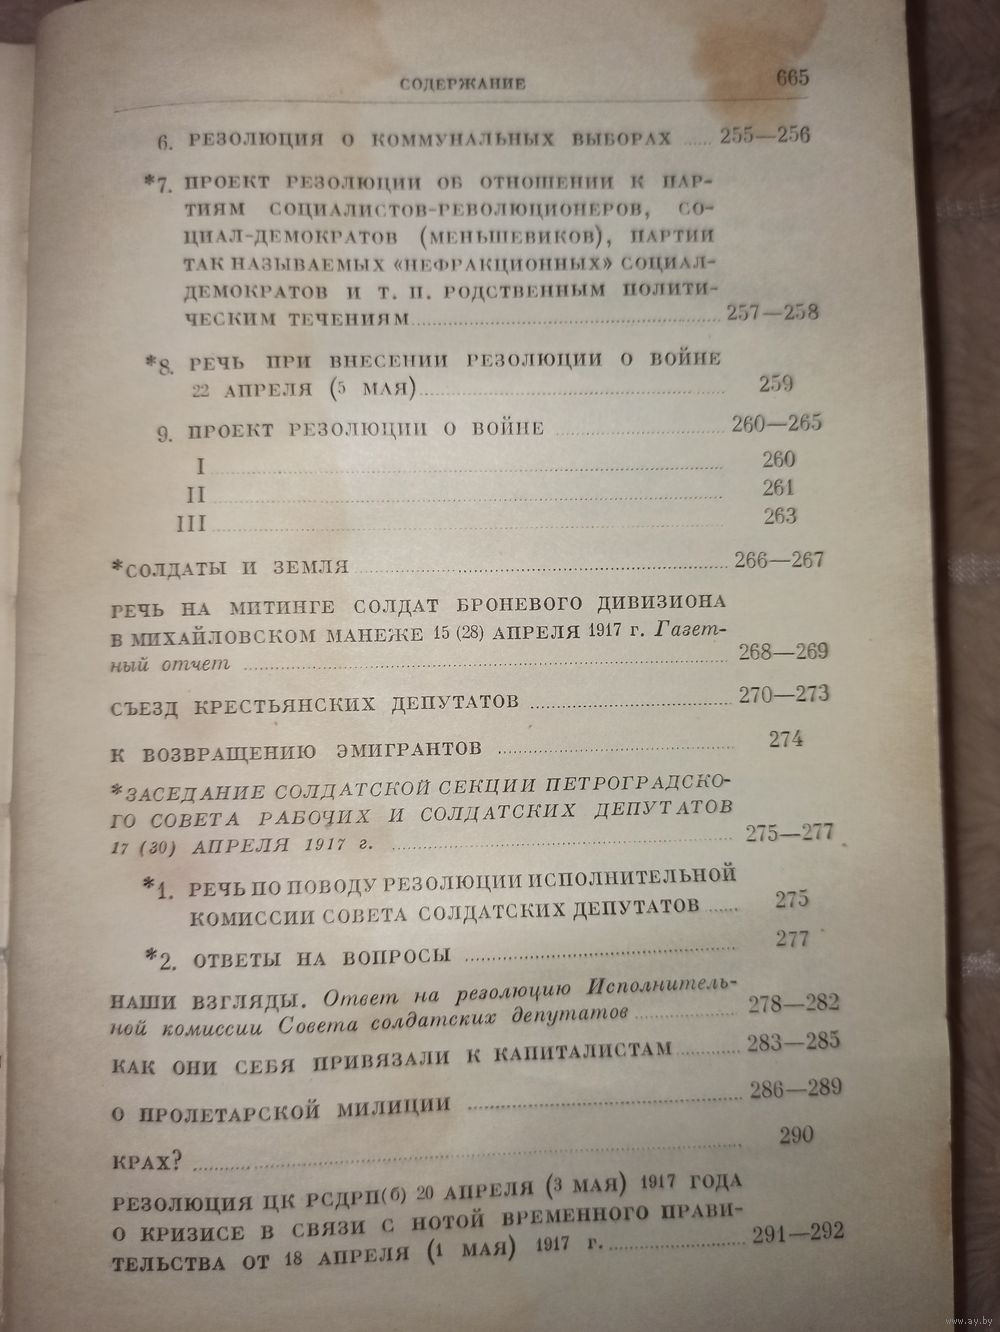 СОДЕРЖАНИЕ 665
6. РЕЗОЛЮЦИЯ О КОММУНАЛЬНЫХ ВЫБОРАХ ...... 255—256
*7. ПРОЕКТ РЕЗОЛЮЦИИ ОБ ОТНОШЕНИИ К ПАР-
ТИЯМ СОЦИАЛИСТОВ-РЕВОЛЮЦИОНЕРОВ, СО-
ЦИАЛ-ДЕМОКРАТОВ (МЕНЬШЕВИКОВ), ПАРТИИ
ТАК НАЗЫВАЕМЫХ «НЕФРАКЦИОННЫХ» СОЦИАЛ-
ДЕМОКРАТОВ И Т. П. РОДСТВЕННЫМ ПОЛИТИ-
ЧЕСКИМ ТЕЧЕНИЯМ ...... 257—258
*8. РЕЧЬ ПРИ ВНЕСЕНИИ РЕЗОЛЮЦИИ О ВОЙНЕ
22 АПРЕЛЯ (5 МАЯ) ...... 259
9. ПРОЕКТ РЕЗОЛЮЦИИ О ВОЙНЕ ...... 260—265
I ...... 260
II ...... 261
III ...... 263
*СОЛДАТЫ И ЗЕМЛЯ ...... 266—267
РЕЧЬ НА МИТИНГЕ СОЛДАТ БРОНЕВОГО ДИВИЗИОНА
В МИХАЙЛОВСКОМ МАНЕЖЕ 15 (28) АПРЕЛЯ 1917 г. Газет-
ный отчет ...... 268—269
СЪЕЗД КРЕСТЬЯНСКИХ ДЕПУТАТОВ ...... 270—273
К ВОЗВРАЩЕНИЮ ЭМИГРАНТОВ ...... 274
*ЗАСЕДАНИЕ СОЛДАТСКОЙ СЕКЦИИ ПЕТРОГРАДСКО-
ГО СОВЕТА РАБОЧИХ И СОЛДАТСКИХ ДЕПУТАТОВ
17 (30) АПРЕЛЯ 1917 г. ...... 275—277
*1. РЕЧЬ ПО ПОВОДУ РЕЗОЛЮЦИИ ИСПОЛНИТЕЛЬНОЙ
КОМИССИИ СОВЕТА СОЛДАТСКИХ ДЕПУТАТОВ ...... 275
*2. ОТВЕТЫ НА ВОПРОСЫ ...... 277
НАШИ ВЗГЛЯДЫ. Ответ на резолюцию Исполнитель-
ной комиссии Совета солдатских депутатов ...... 278—282
КАК ОНИ СЕБЯ ПРИВЯЗАЛИ К КАПИТАЛИСТАМ ...... 283—285
О ПРОЛЕТАРСКОЙ МИЛИЦИИ ...... 286—289
КРАХ? ...... 290
РЕЗОЛЮЦИЯ ЦК РСДРП(б) 20 АПРЕЛЯ (3 МАЯ) 1917 ГОДА
О КРИЗИСЕ В СВЯЗИ С НОТОЙ ВРЕМЕННОГО ПРАВИ-
ТЕЛЬСТВА ОТ 18 АПРЕЛЯ (1 МАЯ) 1917 г. ...... 291—292
www.ay.by